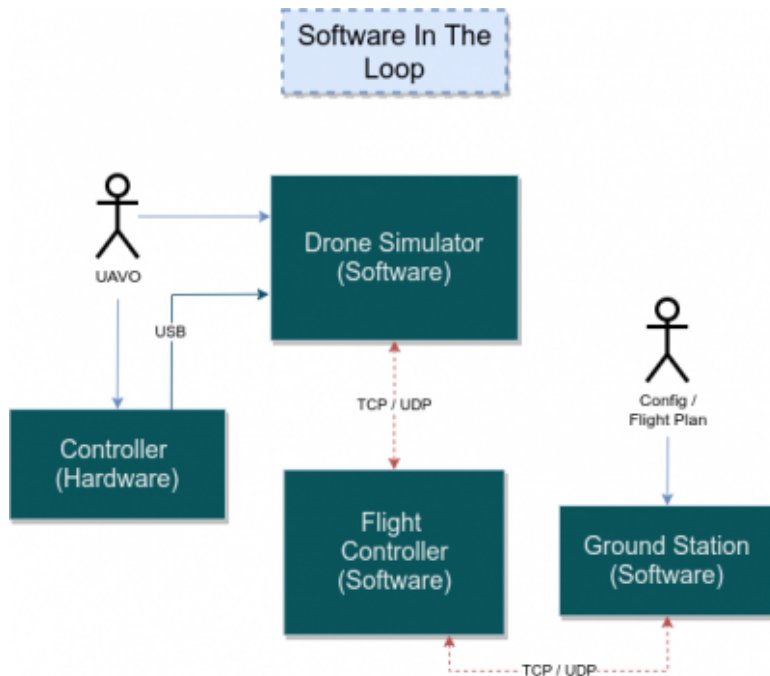 Software In The
Loop
Drone Simulator
(Software)
UAVO
USB
TCP / UDP
Config /
Flight Plan
Controller
(Hardware)
Flight
Controller
(Software)
Ground Station
(Software)
TCP / UDP